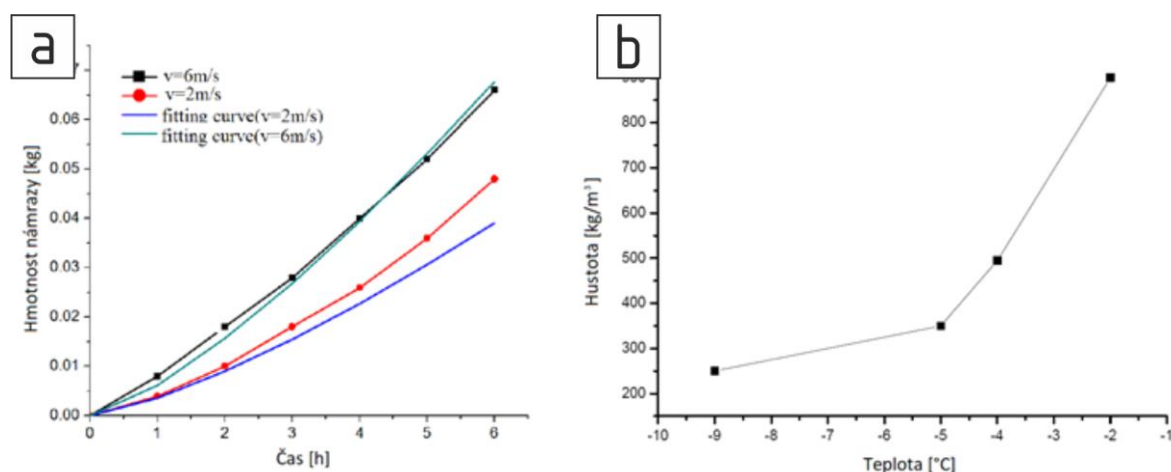 a
v=6m/s
v=2m/s
fitting curve(v=2m/s)
fitting curve(v=6m/s)
0.06
0.05
0.04
0.03
0.02
0.01
0.00
Hmotnost námrazy [kg]
0 1 2 3 4 5 6
Čas [h]
b
800
700
600
500
400
300
200
Hustota [kg/m³]
-10 -9 -8 -7 -6 -5 -4 -3 -2 -1
Teplota [°C]